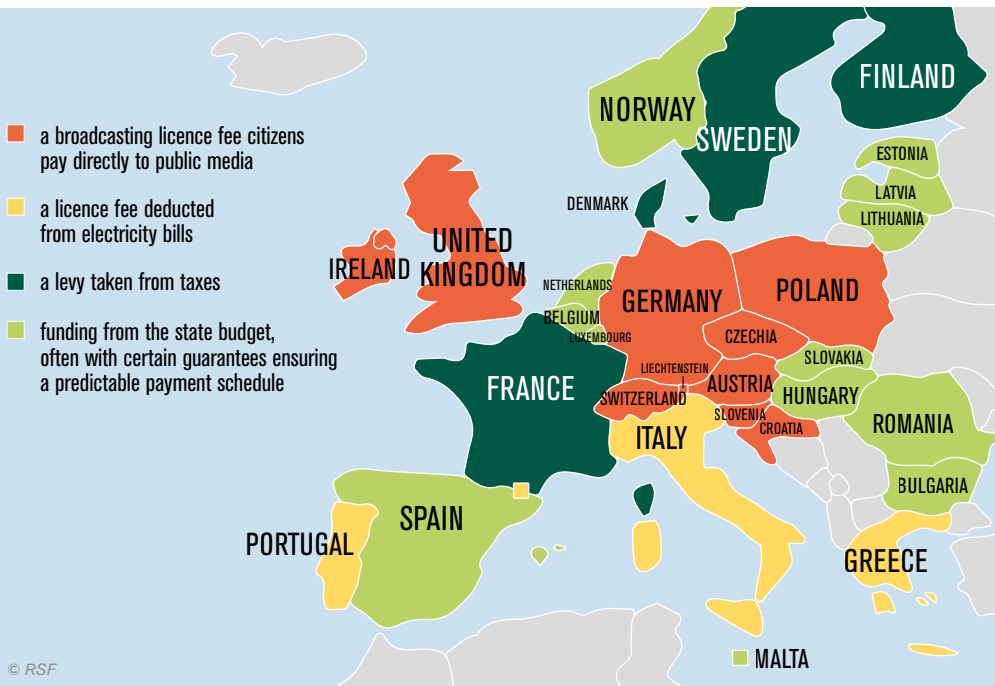 a broadcasting licence fee citizens
pay directly to public media
a licence fee deducted
from electricity bills
a levy taken from taxes
funding from the state budget,
often with certain guarantees ensuring
a predictable payment schedule
FINLAND
NORWAY
SWEDEN
ESTONIA
LATVIA
LITHUANIA
DENMARK
UNITED
KINGDOM
IRELAND
NETHERLANDS
BELGIUM
LUXEMBOURG
GERMANY
POLAND
CZECHIA
SLOVAKIA
LIECHTENSTEIN
FRANCE
SWITZERLAND
AUSTRIA
HUNGARY
SLOVENIA
CROATIA
ROMANIA
ITALY
BULGARIA
SPAIN
PORTUGAL
GREECE
MALTA
© RSF